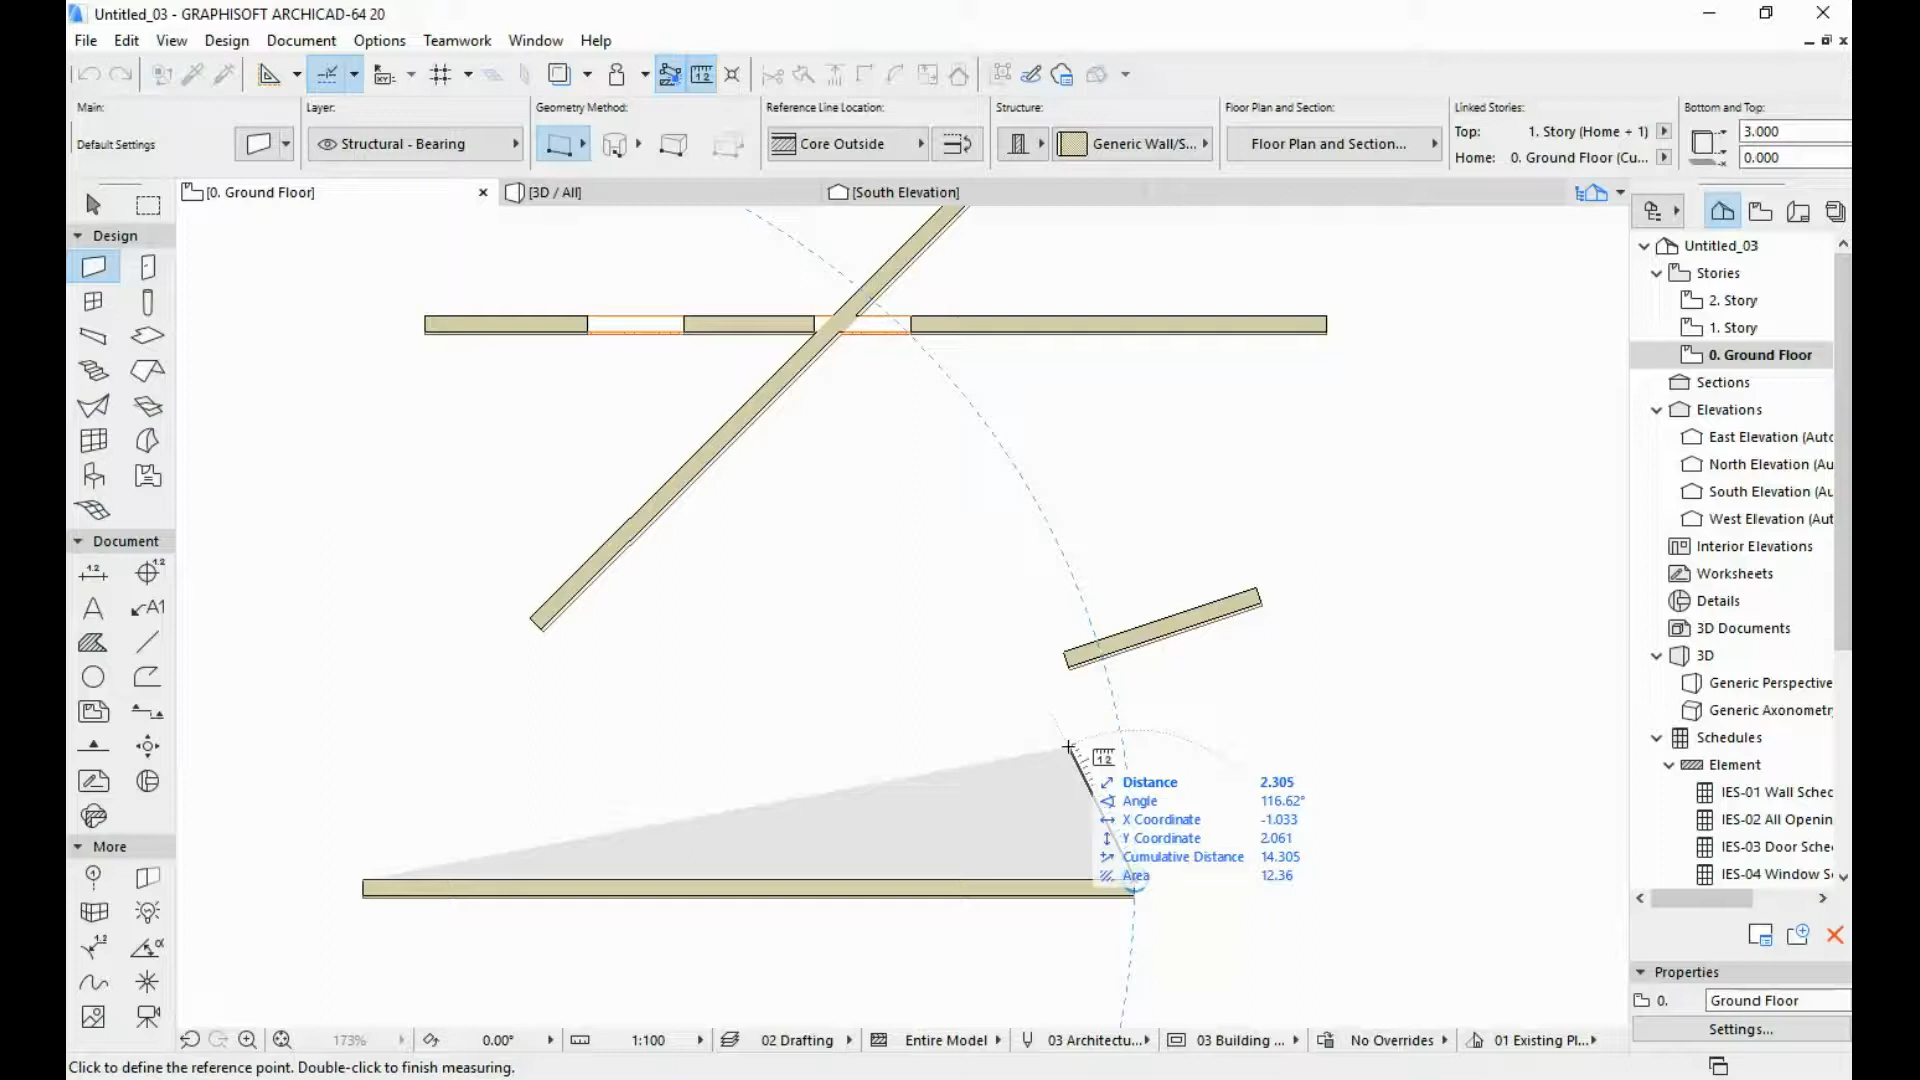 Untitled_03 - GRAPHISOFT ARCHICAD-64 20
File Edit View Design Document Options Teamwork Window Help
Main:
Default Settings
Layer:
Structural - Bearing
Geometry Method:
Reference Line Location:
Core Outside
Structure:
Generic Wall/S...
Floor Plan and Section:
Floor Plan and Section...
Linked Stories:
Top: 1. Story (Home + 1)
Home: 0. Ground Floor (Cu...
Bottom and Top:
3.000
0.000
[0. Ground Floor]
[3D / All]
[South Elevation]
Design
Document
More
Distance 2.305
Angle 116.62°
X Coordinate -1.033
Y Coordinate 2.061
Cumulative Distance 14.305
Area 12.36
Untitled_03
Stories
2. Story
1. Story
0. Ground Floor
Sections
Elevations
East Elevation (Auto
North Elevation (Au
South Elevation (Au
West Elevation (Aut
Interior Elevations
Worksheets
Details
3D Documents
3D
Generic Perspective
Generic Axonometr
Schedules
Element
IES-01 Wall Sched
IES-02 All Openin
IES-03 Door Sche
IES-04 Window S
Properties
0. Ground Floor
Settings...
173% 0.00° 1:100 02 Drafting Entire Model 03 Architectu... 03 Building ... No Overrides 01 Existing Pl...
Click to define the reference point. Double-click to finish measuring.